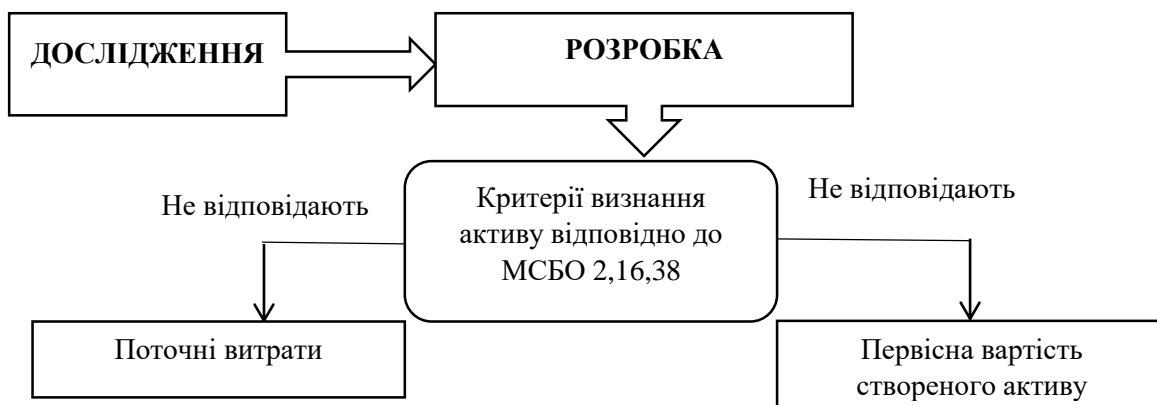 ДОСЛІДЖЕННЯ
РОЗРОБКА
Не відповідають
Критерії визнання
активу відповідно до
МСБО 2,16,38
Не відповідають
Поточні витрати
Первісна вартість
створеного активу